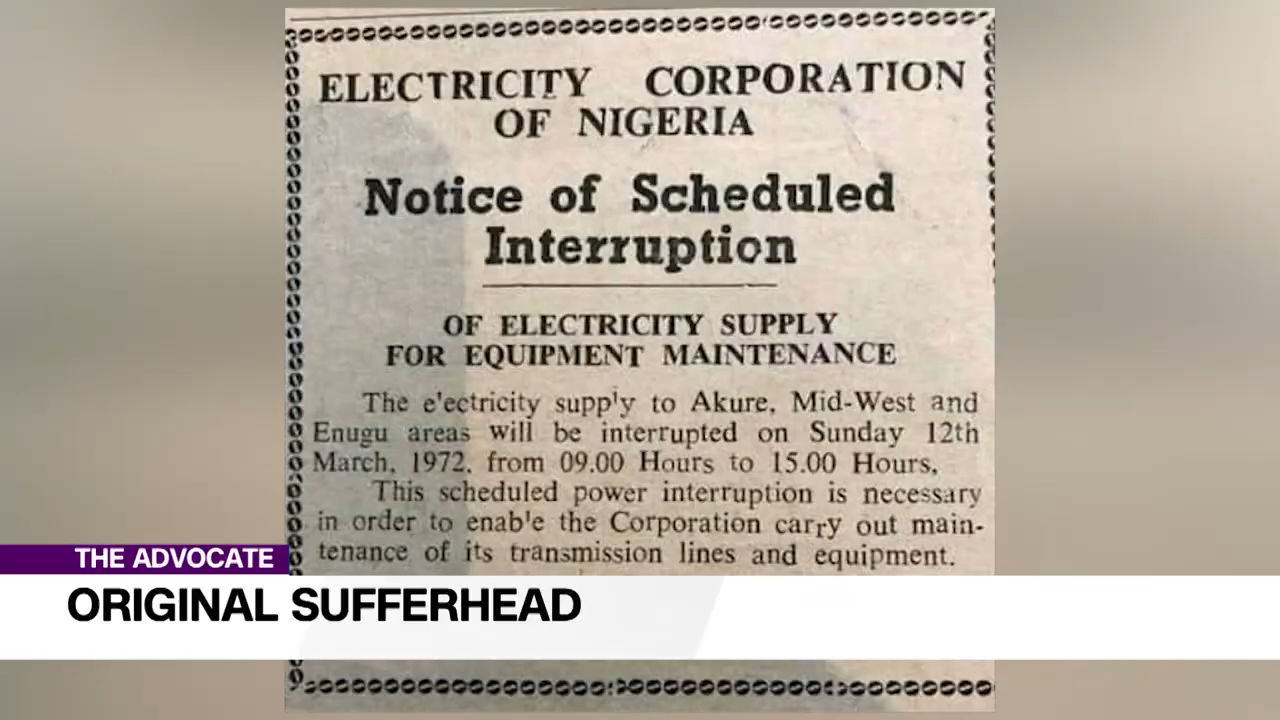 ELECTRICITY CORPORATION
OF NIGERIA
Notice of Scheduled
Interruption
OF ELECTRICITY SUPPLY
FOR EQUIPMENT MAINTENANCE
The e'ectricity supp'y to Akure, Mid-West and
Enugu areas will be interrupted on Sunday 12th
March, 1972, from 09.00 Hours to 15.00 Hours,
This scheduled power interruption is necessary
in order to enab'e the Corporation carry out main-
tenance of its transmission lines and equipment.
THE ADVOCATE
ORIGINAL SUFFERHEAD